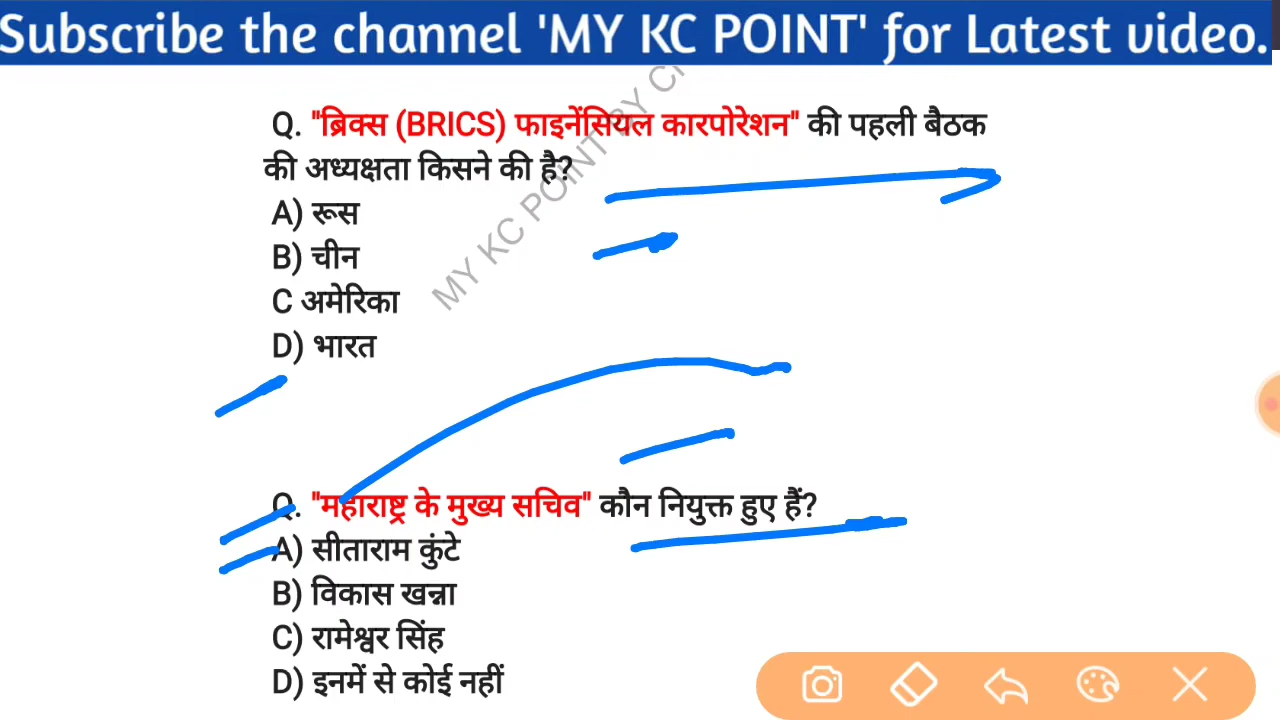 Subscribe the channel 'MY KC POINT' for Latest video.
Q. "ब्रिक्स (BRICS) फाइनेंसियल कारपोरेशन" की पहली बैठक
की अध्यक्षता किसने की है?
A) रूस
B) चीन
C अमेरिका
D) भारत
MY KC POINT BY
Q. "महाराष्ट्र के मुख्य सचिव" कौन नियुक्त हुए हैं?
A) सीताराम कुंटे
B) विकास खन्ना
C) रामेश्वर सिंह
D) इनमें से कोई नहीं